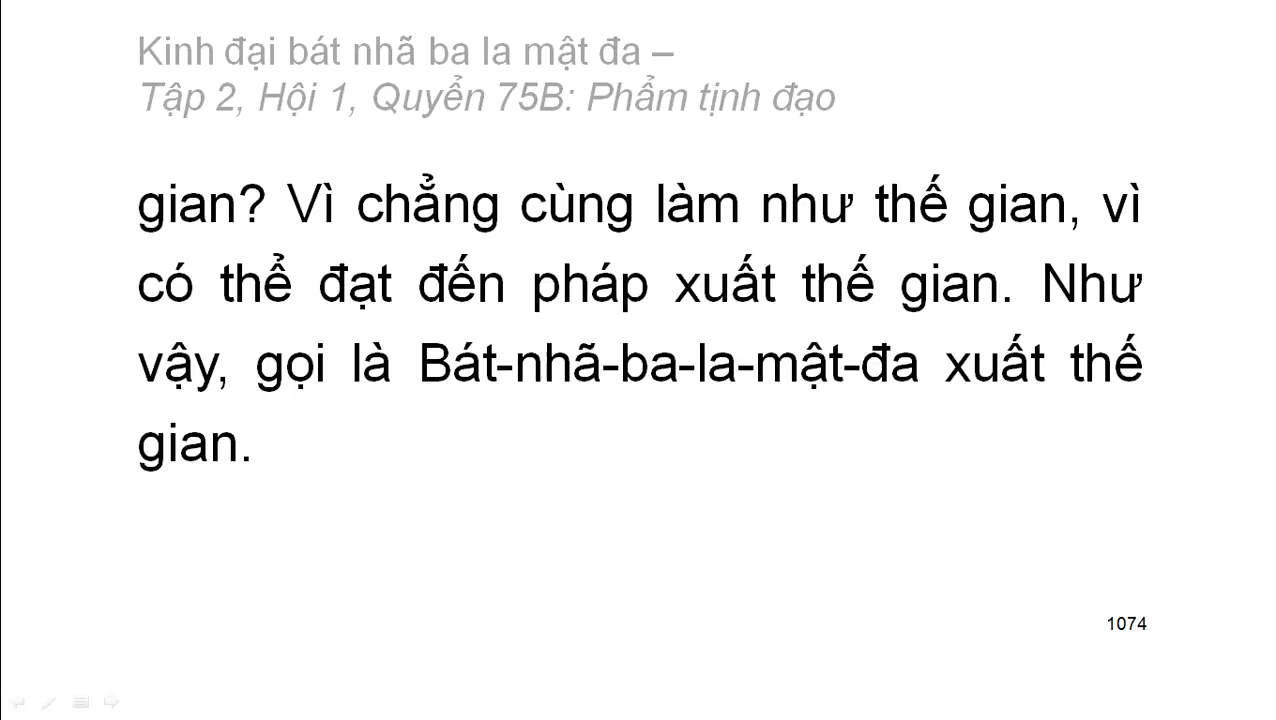 Kinh đại bát nhã ba la mật đa –
Tập 2, Hội 1, Quyển 75B: Phẩm tịnh đạo
gian? Vì chẳng cùng làm như thế gian, vì
có thể đạt đến pháp xuất thế gian. Như
vậy, gọi là Bát-nhã-ba-la-mật-đa xuất thế
gian.
1074